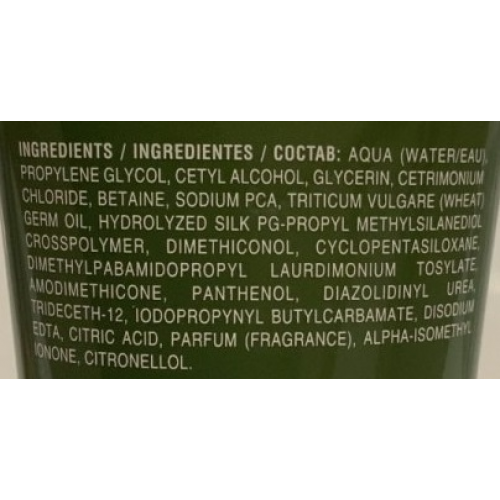 INGREDIENTS / INGREDIENTES / СОСТАВ: AQUA (WATER/EAU),
PROPYLENE GLYCOL, CETYL ALCOHOL, GLYCERIN, CETRIMONIUM
CHLORIDE, BETAINE, SODIUM PCA, TRITICUM VULGARE (WHEAT)
GERM OIL, HYDROLYZED SILK PG-PROPYL METHYLSILANEDIOL
CROSSPOLYMER, DIMETHICONOL, CYCLOPENTASILOXANE,
DIMETHYLPABAMIDOPROPYL LAURDIMONIUM TOSYLATE,
AMODIMETHICONE, PANTHENOL, DIAZOLIDINYL UREA,
TRIDECETH-12, IODOPROPYNYL BUTYLCARBAMATE, DISODIUM
EDTA, CITRIC ACID, PARFUM (FRAGRANCE), ALPHA-ISOMETHYL
IONONE, CITRONELLOL.